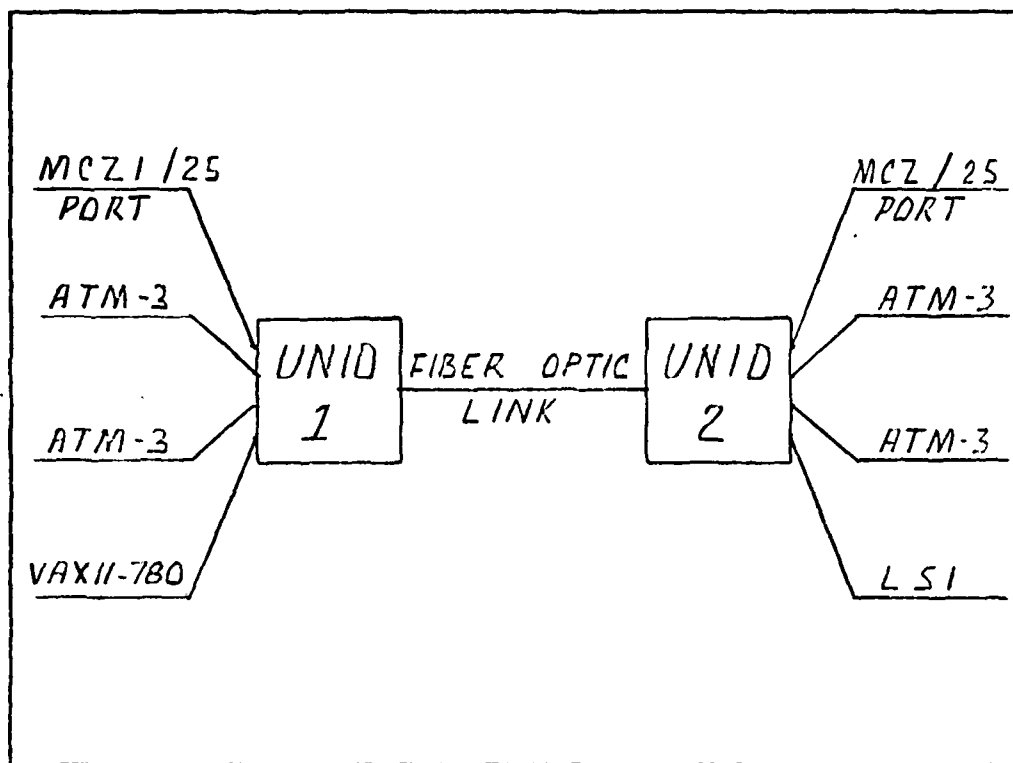 MCZ1/25
PORT
ATM-3
ATM-3
VAX11-780
UNID
1
FIBER OPTIC
LINK
UNID
2
MCZ/25
PORT
ATM-3
ATM-3
LSI